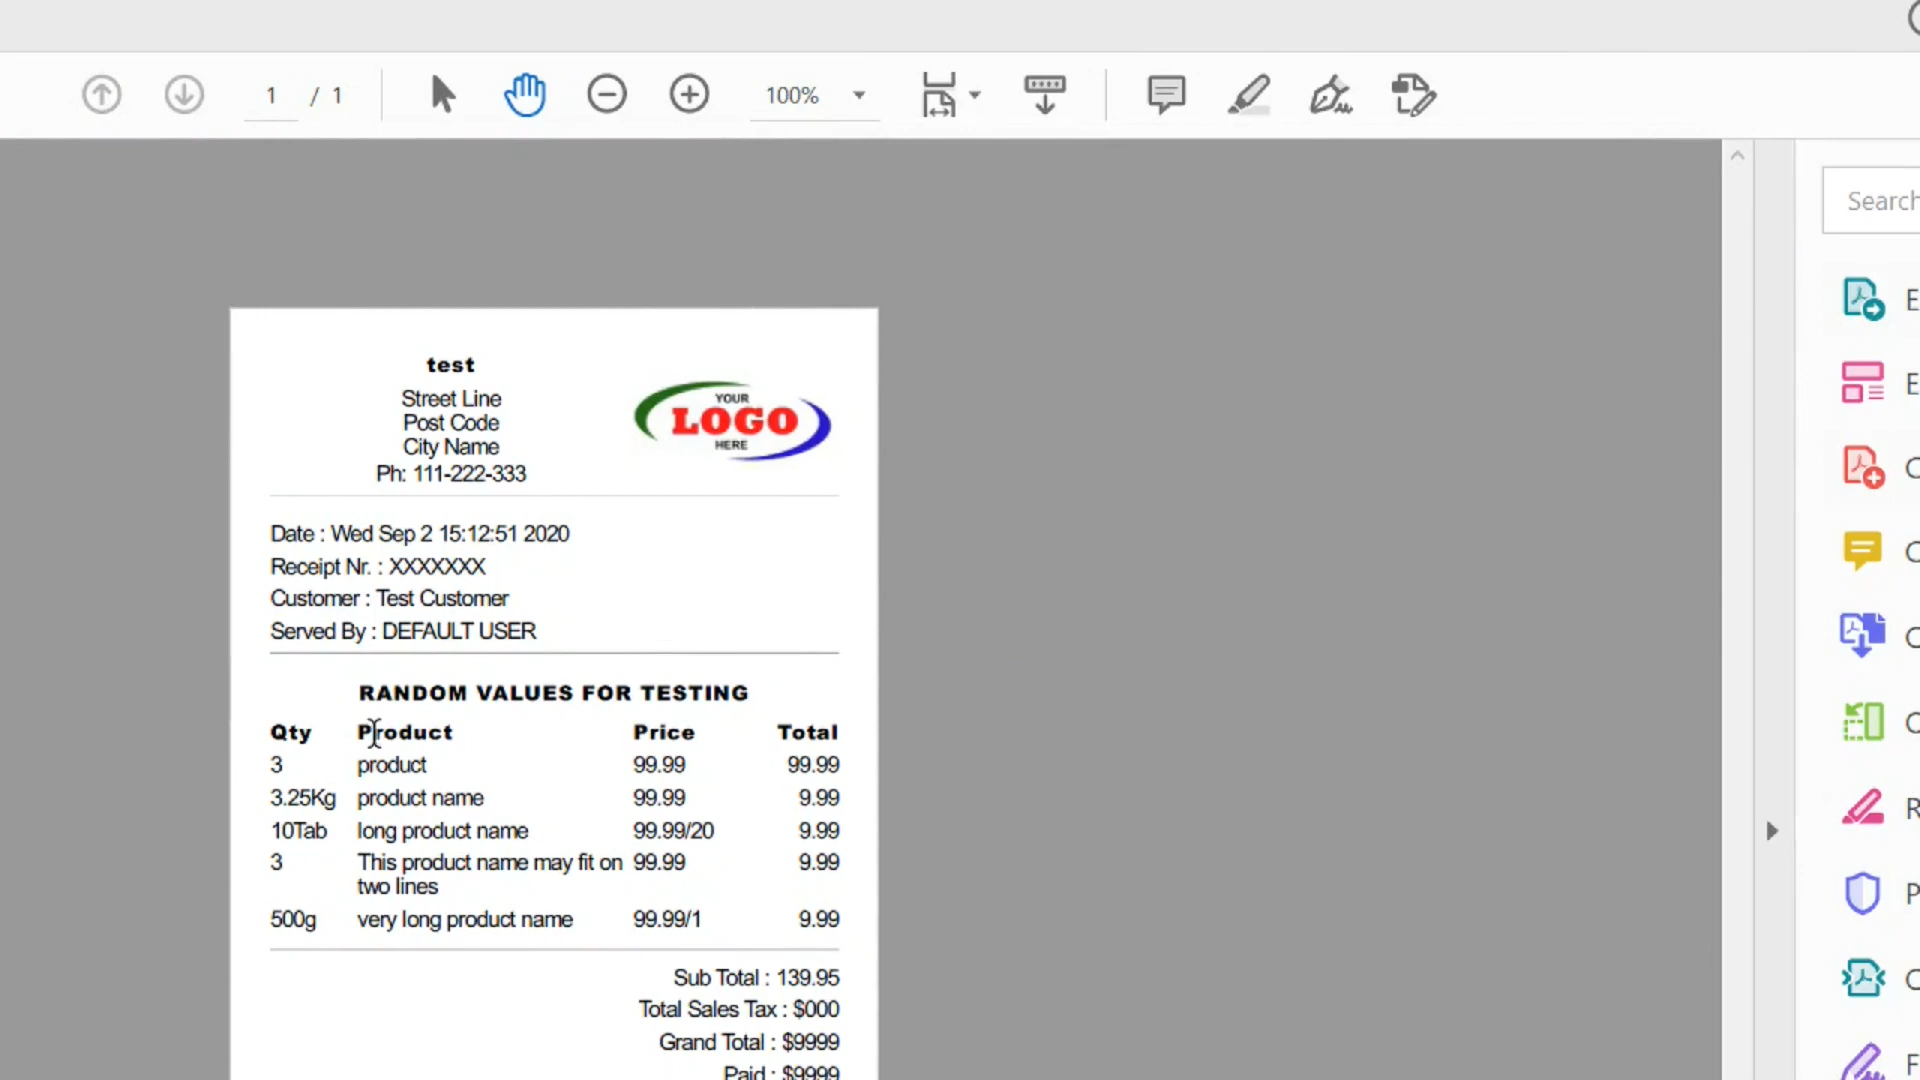 1 / 1
100%
Search
test
Street Line
Post Code
City Name
Ph: 111-222-333
YOUR
LOGO
HERE
Date : Wed Sep 2 15:12:51 2020
Receipt Nr. : XXXXXXX
Customer : Test Customer
Served By : DEFAULT USER
RANDOM VALUES FOR TESTING
Qty Product Price Total
3 product 99.99 99.99
3.25Kg product name 99.99 9.99
10Tab long product name 99.99/20 9.99
3 This product name may fit on 99.99 9.99
two lines
500g very long product name 99.99/1 9.99
Sub Total : 139.95
Total Sales Tax : $000
Grand Total : $9999
Paid : $9999